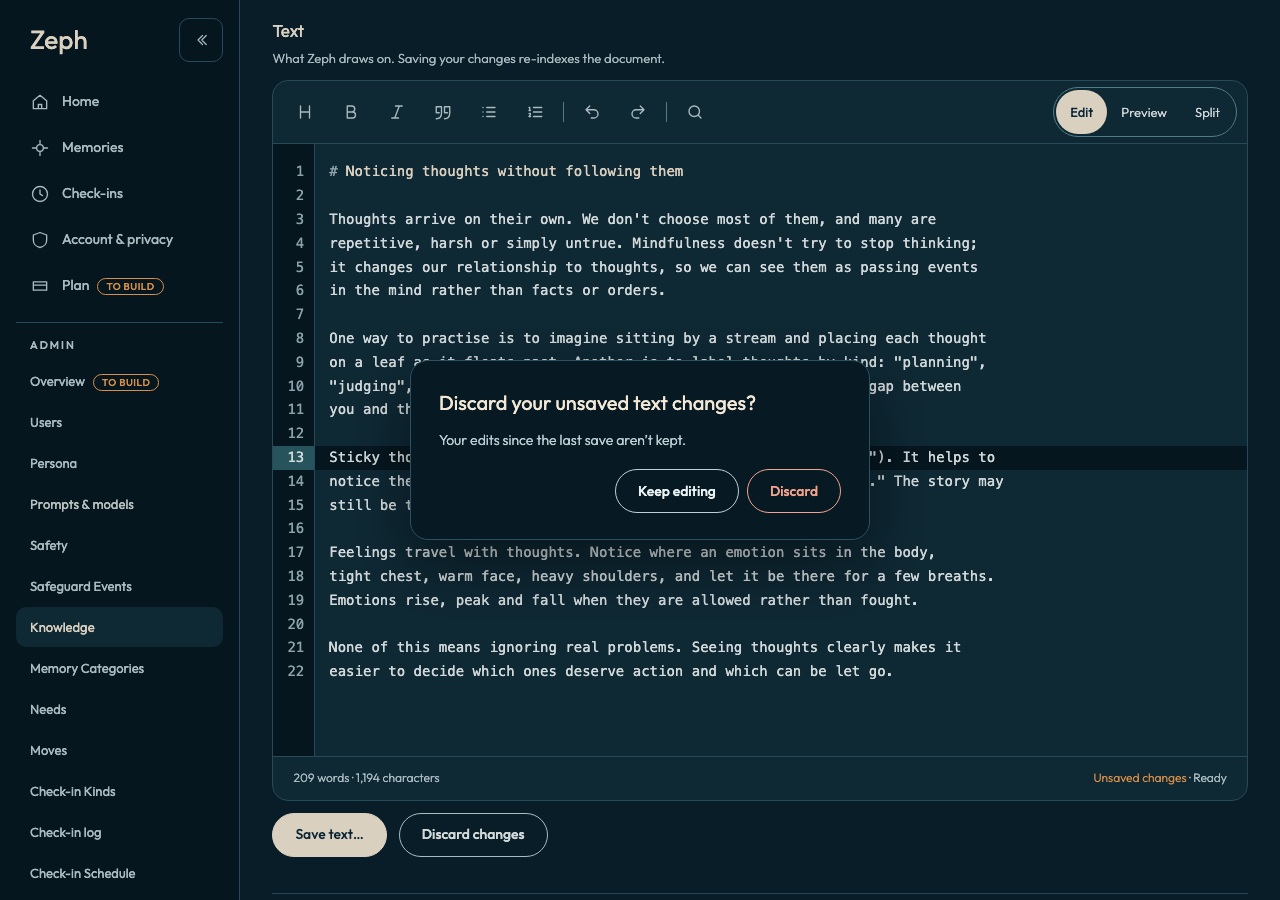 Zeph
Home
Memories
Check-ins
Account & privacy
Plan TO BUILD
ADMIN
Overview TO BUILD
Users
Persona
Prompts & models
Safety
Safeguard Events
Knowledge
Memory Categories
Needs
Moves
Check-in Kinds
Check-in log
Check-in Schedule
Text
What Zeph draws on. Saving your changes re-indexes the document.
Edit Preview Split
1 # Noticing thoughts without following them
2
3 Thoughts arrive on their own. We don't choose most of them, and many are
4 repetitive, harsh or simply untrue. Mindfulness doesn't try to stop thinking;
5 it changes our relationship to thoughts, so we can see them as passing events
6 in the mind rather than facts or orders.
7
8 One way to practise is to imagine sitting by a stream and placing each thought
9 on a leaf as it floats past. Another is to label thoughts by kind: "planning",
10 "judging", gap between
11 you and
12
13 Sticky "). It helps to
14 notice ." The story may
15 still be
16
17 Feelings travel with thoughts. Notice where an emotion sits in the body,
18 tight chest, warm face, heavy shoulders, and let it be there for a few breaths.
19 Emotions rise, peak and fall when they are allowed rather than fought.
20
21 None of this means ignoring real problems. Seeing thoughts clearly makes it
22 easier to decide which ones deserve action and which can be let go.
Discard your unsaved text changes?
Your edits since the last save aren't kept.
Keep editing Discard
209 words · 1,194 characters
Unsaved changes · Ready
Save text… Discard changes